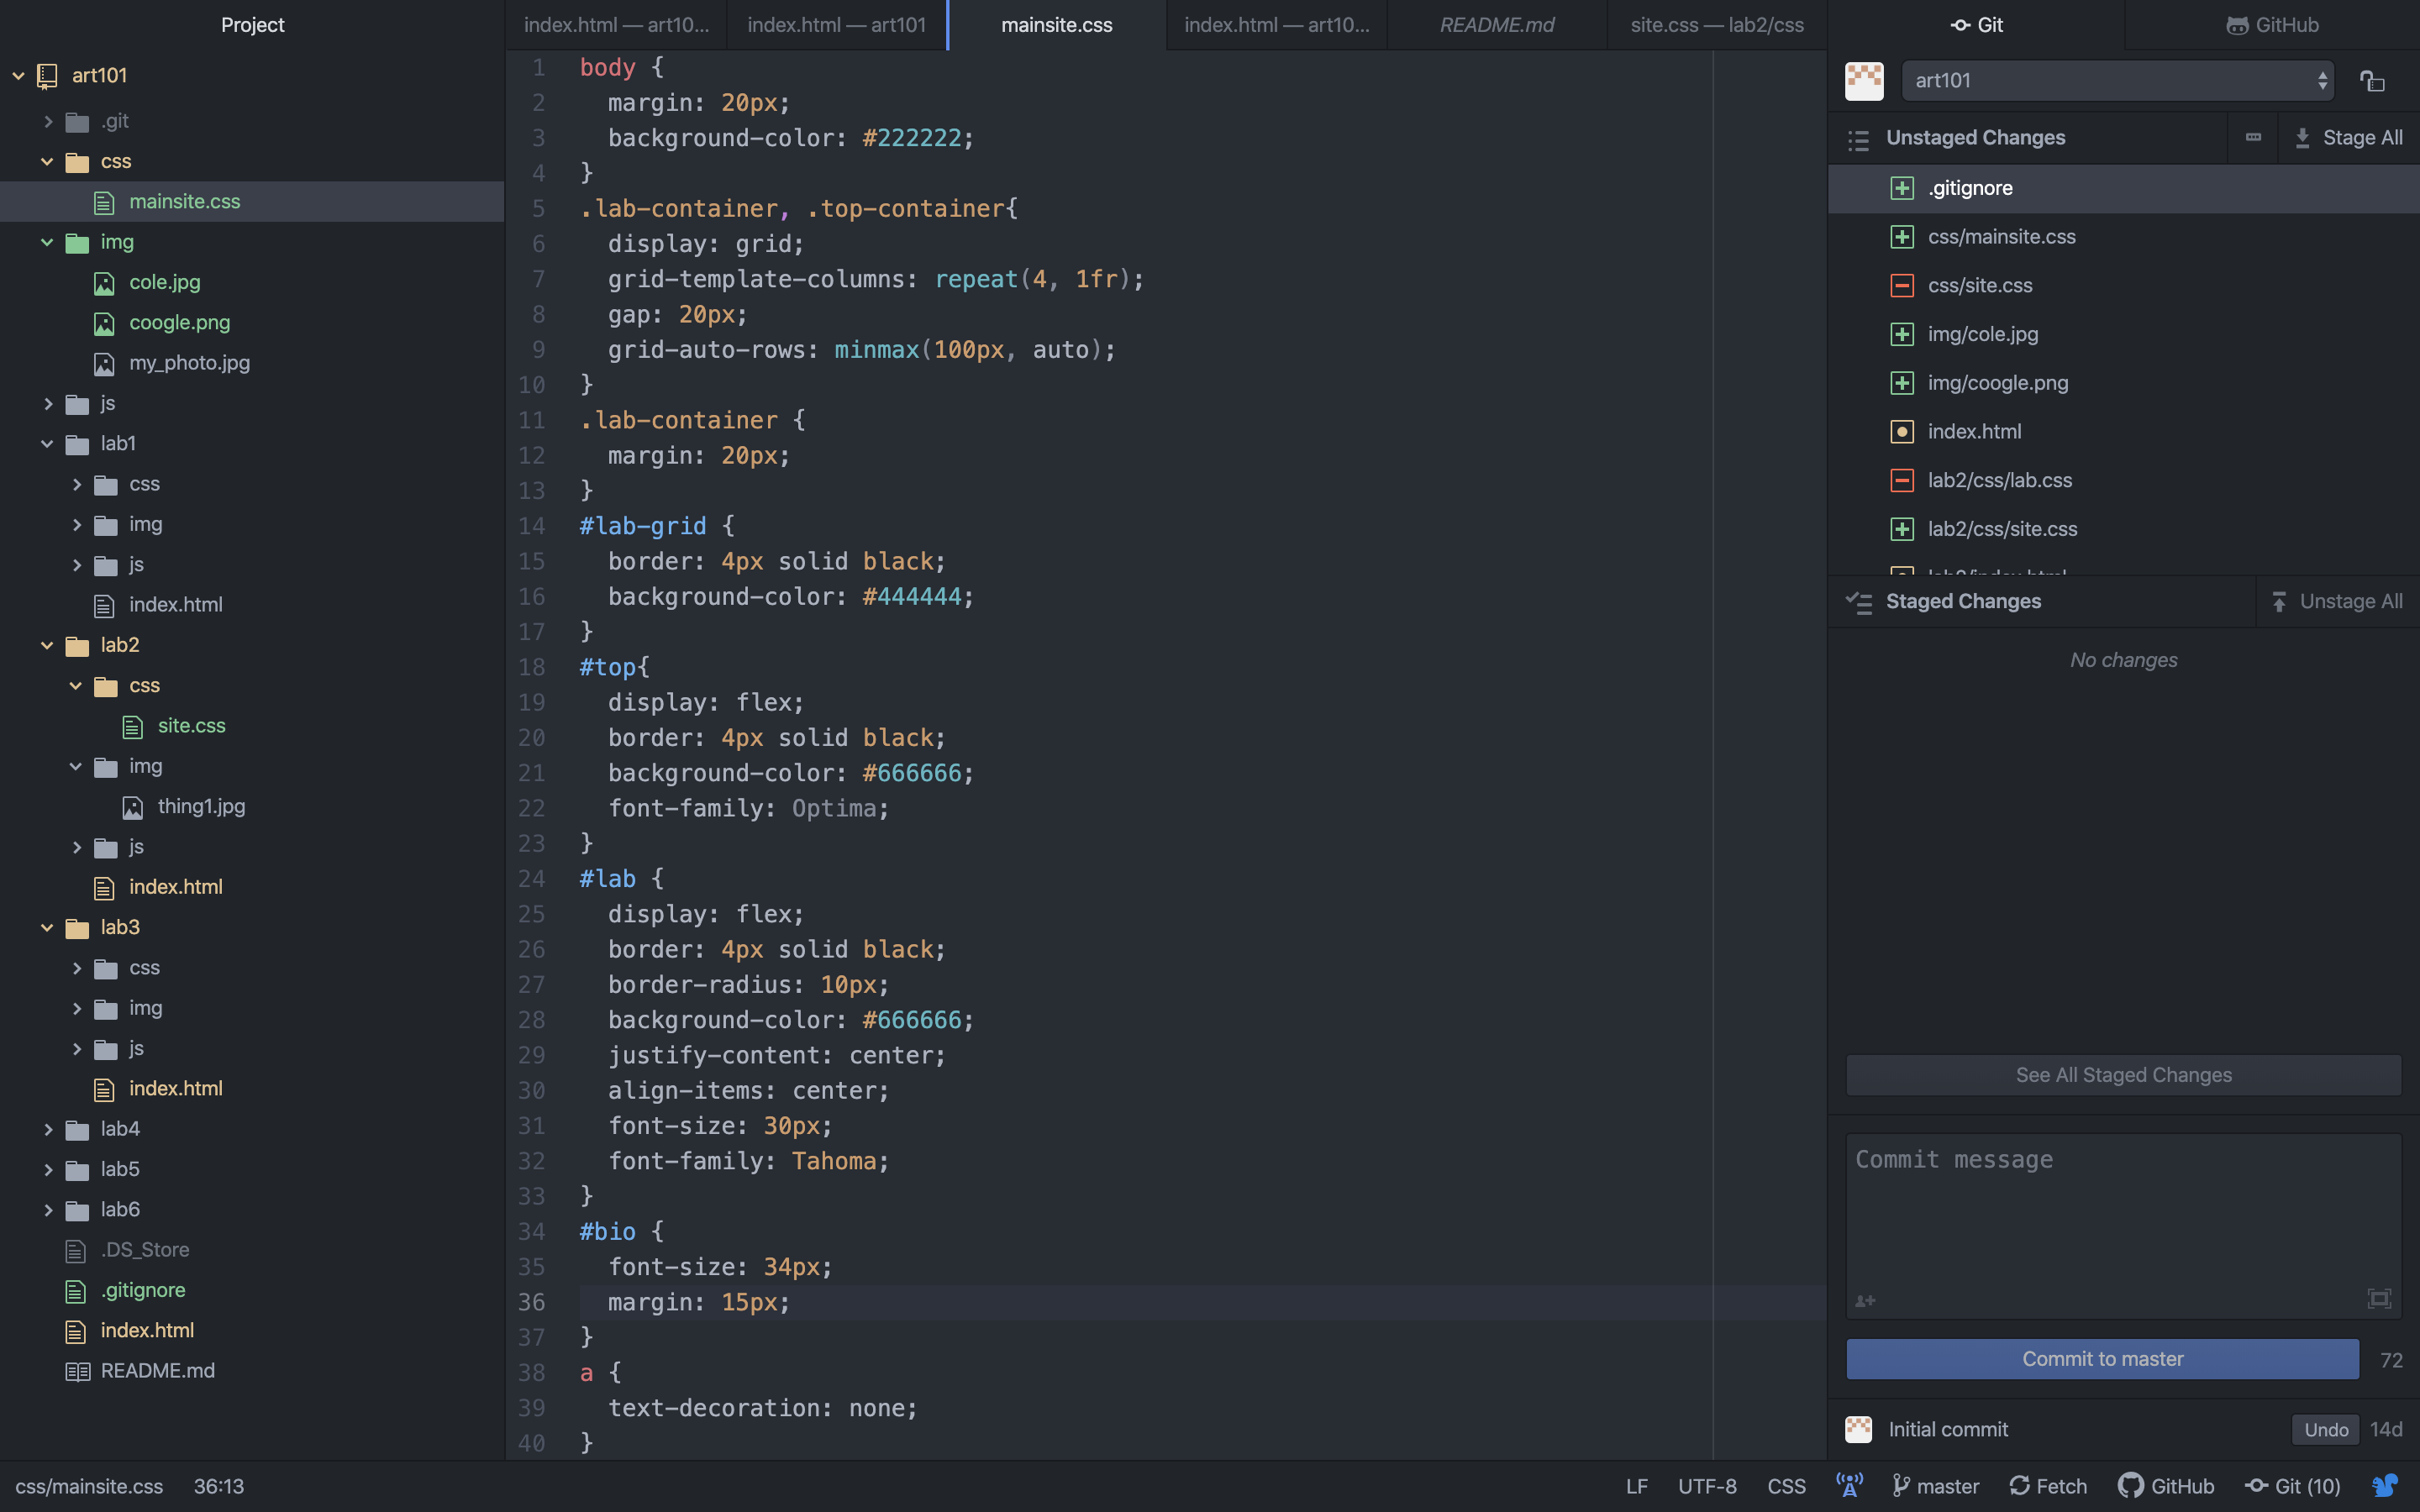 Project
art101
.git
css
mainsite.css
img
cole.jpg
coogle.png
my_photo.jpg
js
lab1
css
img
js
index.html
lab2
css
site.css
img
thing1.jpg
js
index.html
lab3
css
img
js
index.html
lab4
lab5
lab6
.DS_Store
.gitignore
index.html
README.md
index.html — art10...
index.html — art101
mainsite.css
index.html — art10...
README.md
site.css — lab2/css
1 body {
2 margin: 20px;
3 background-color: #222222;
4 }
5 .lab-container, .top-container{
6 display: grid;
7 grid-template-columns: repeat(4, 1fr);
8 gap: 20px;
9 grid-auto-rows: minmax(100px, auto);
10 }
11 .lab-container {
12 margin: 20px;
13 }
14 #lab-grid {
15 border: 4px solid black;
16 background-color: #444444;
17 }
18 #top{
19 display: flex;
20 border: 4px solid black;
21 background-color: #666666;
22 font-family: Optima;
23 }
24 #lab {
25 display: flex;
26 border: 4px solid black;
27 border-radius: 10px;
28 background-color: #666666;
29 justify-content: center;
30 align-items: center;
31 font-size: 30px;
32 font-family: Tahoma;
33 }
34 #bio {
35 font-size: 34px;
36 margin: 15px;
37 }
38 a {
39 text-decoration: none;
40 }
Git
GitHub
art101
Unstaged Changes
Stage All
.gitignore
css/mainsite.css
css/site.css
img/cole.jpg
img/coogle.png
index.html
lab2/css/lab.css
lab2/css/site.css
Staged Changes
Unstage All
No changes
See All Staged Changes
Commit message
Commit to master
72
Initial commit
Undo
14d
css/mainsite.css
36:13
LF
UTF-8
CSS
master
Fetch
GitHub
Git (10)